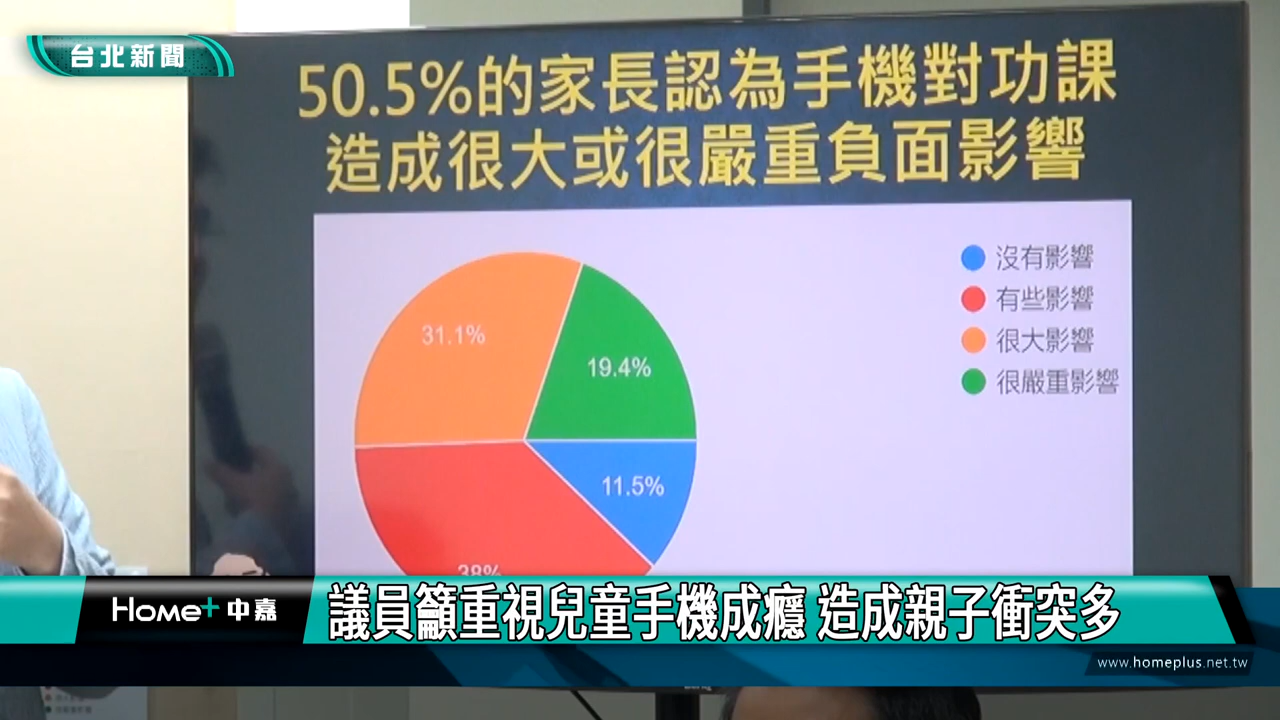 台北新聞
50.5%的家長認為手機對功課
造成很大或很嚴重負面影響
沒有影響
有些影響
很大影響
很嚴重影響
31.1%
19.4%
11.5%
38%
Home+中嘉
議員籲重視兒童手機成癮 造成親子衝突多
www.homeplus.net.tw